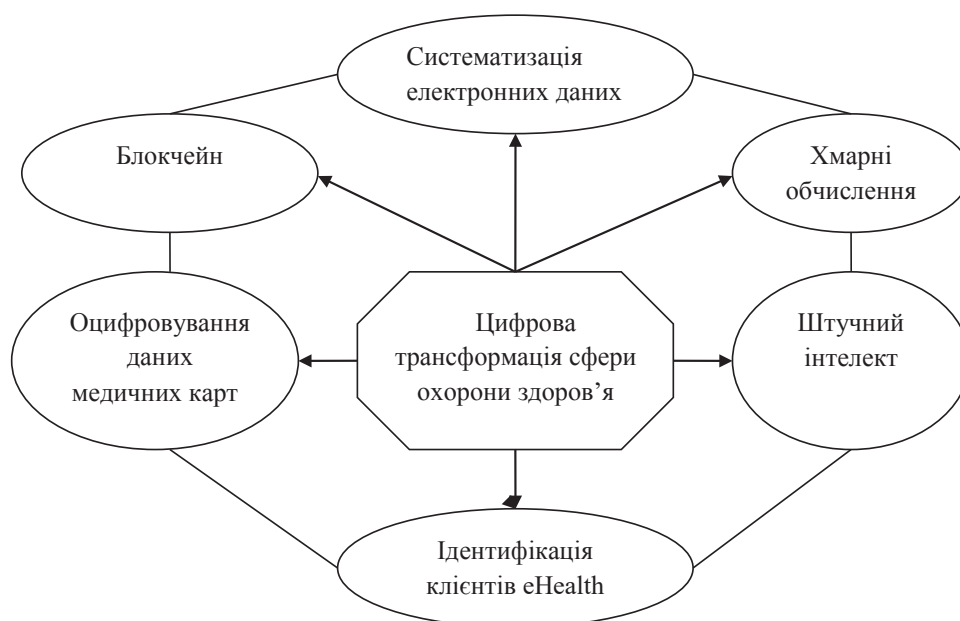 Систематизація
електронних даних
Блокчейн
Хмарні
обчислення
Оцифровування
даних
медичних карт
Цифрова
трансформація сфери
охорони здоров’я
Штучний
інтелект
Ідентифікація
клієнтів eHealth